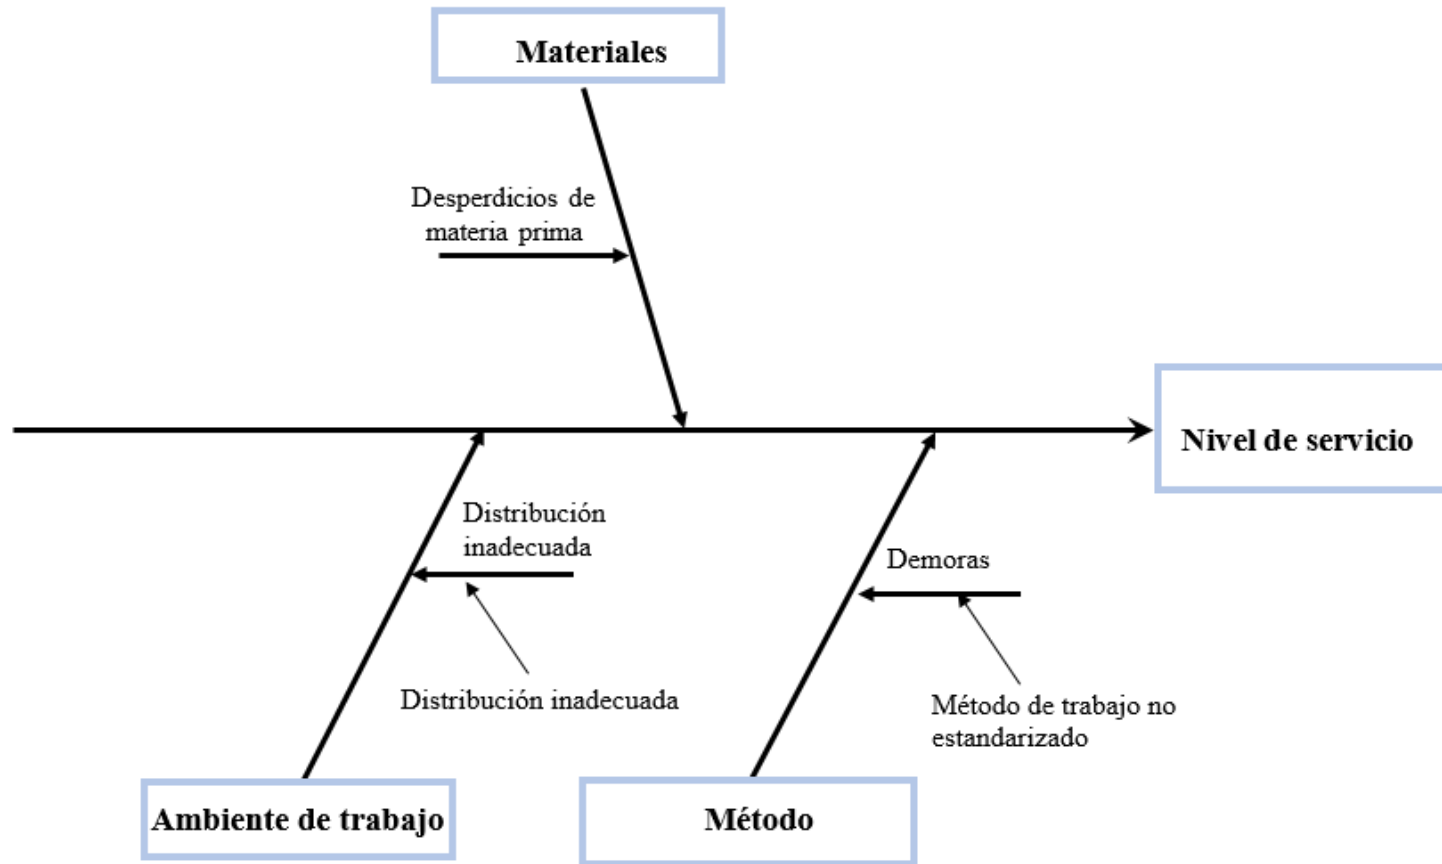 Materiales
Desperdicios de
materia prima
Nivel de servicio
Distribución
inadecuada
Demoras
Distribución inadecuada
Método de trabajo no
estandarizado
Ambiente de trabajo
Método